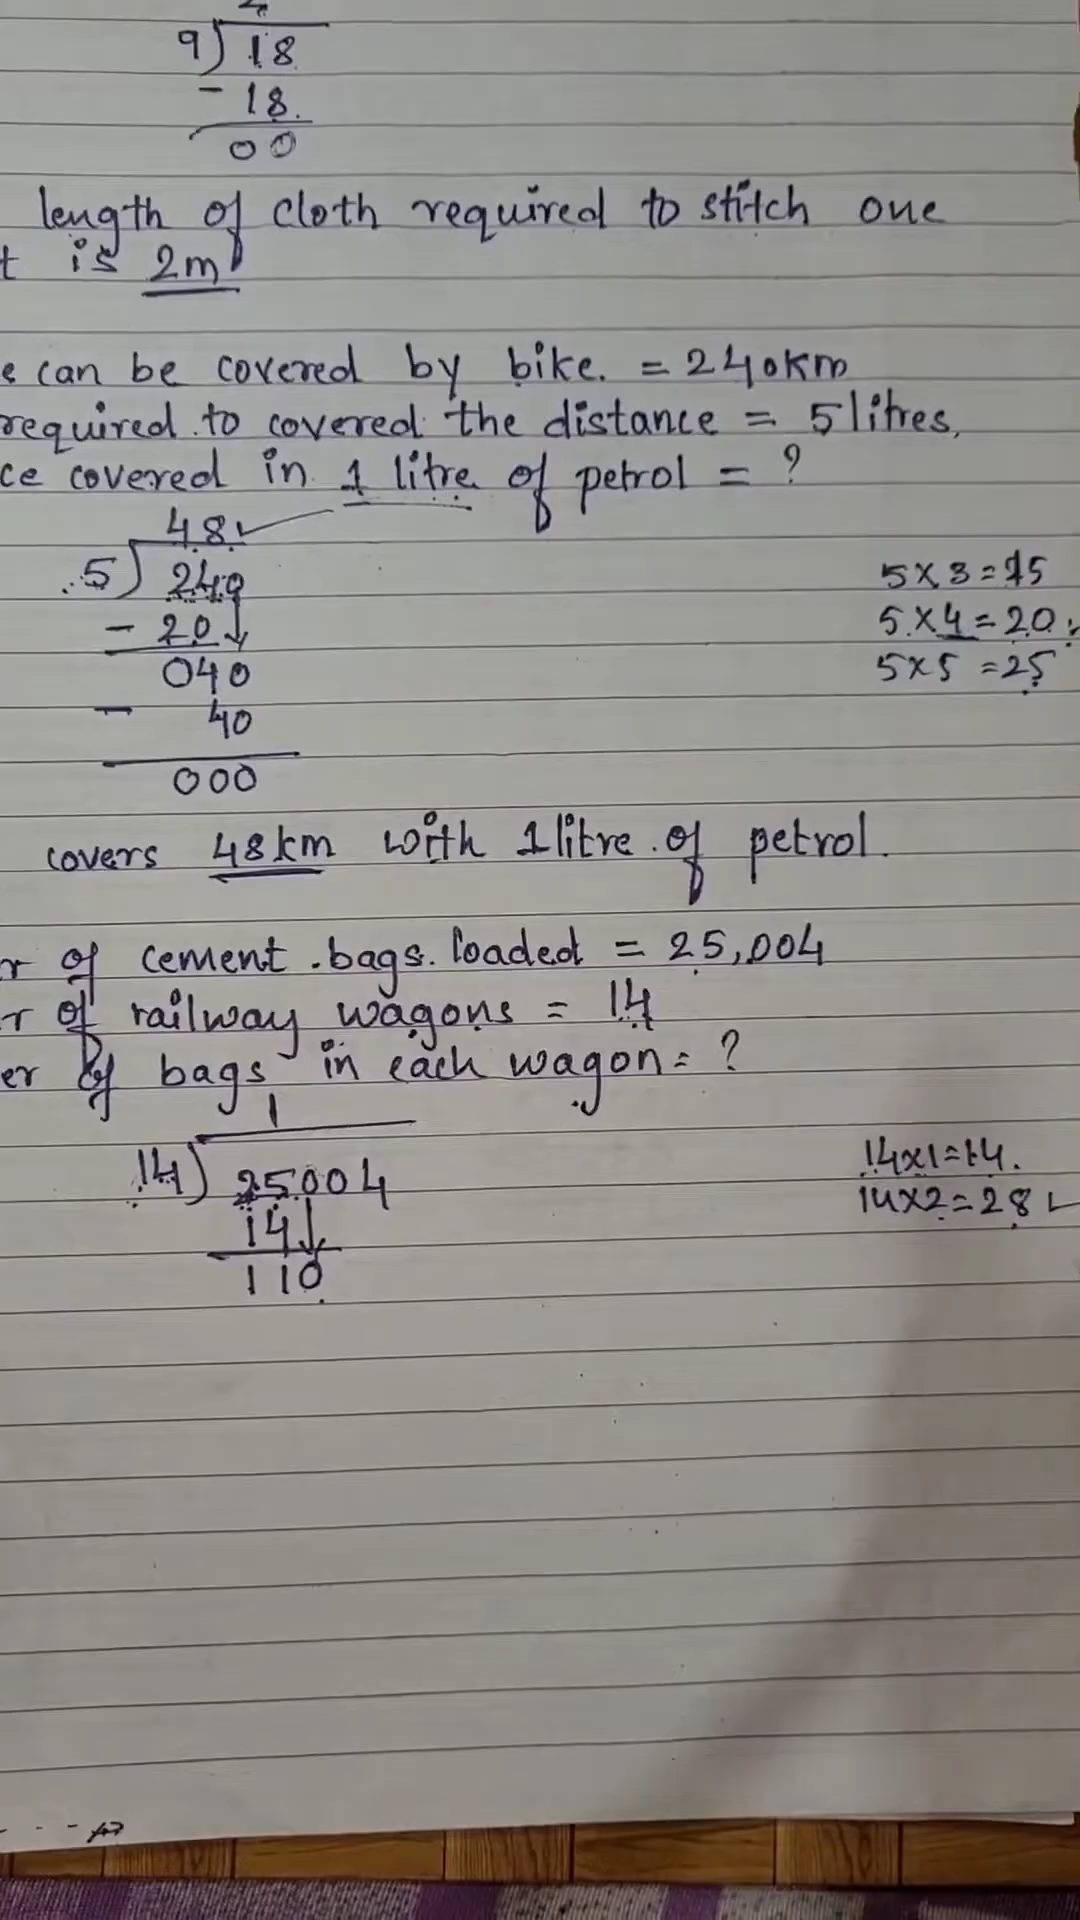 9) 18
- 18.
00
length of cloth required to stitch one
t is 2m
e can be covered by bike. = 240km
required to covered the distance = 5 litres.
ce covered in 1 litre of petrol = ?
48
5) 240
- 20
040
- 40
000
5x3=15
5x4=20
5x5=25
covers 48km with 1 litre of petrol.
r of cement bags loaded = 25,004
r of railway wagons = 14
er of bags in each wagon = ?
1
14) 25004
14
110
14x1=14.
14x2=28